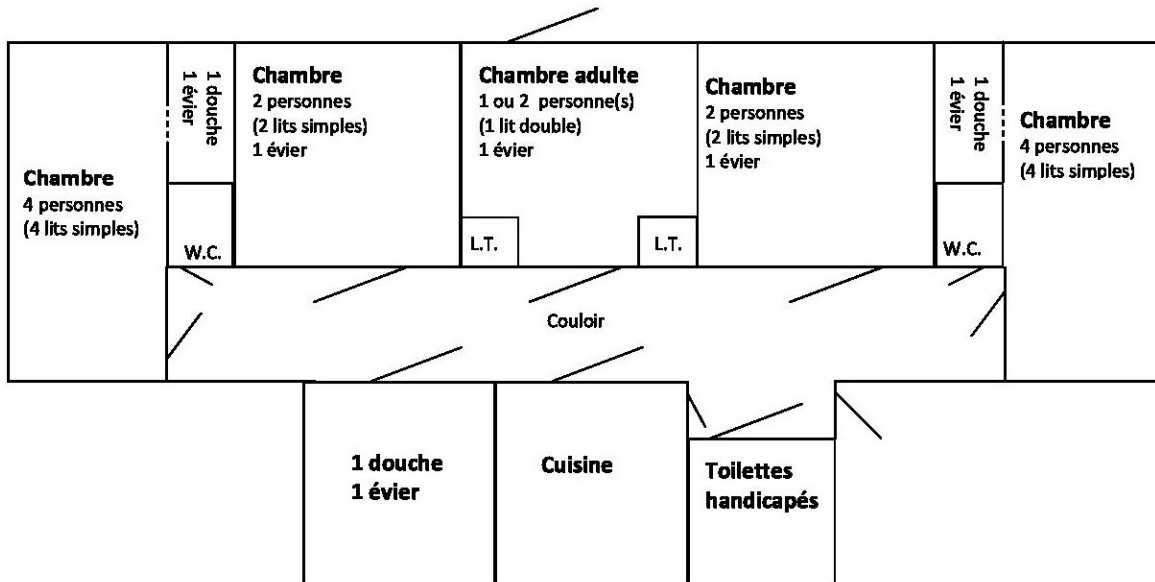 Chambre
4 personnes
(4 lits simples)
1 douche
1 évier
W.C.
Chambre
2 personnes
(2 lits simples)
1 évier
Chambre adulte
1 ou 2 personne(s)
(1 lit double)
1 évier
L.T.
L.T.
Chambre
2 personnes
(2 lits simples)
1 évier
1 douche
1 évier
W.C.
Chambre
4 personnes
(4 lits simples)
Couloir
1 douche
1 évier
Cuisine
Toilettes
handicapés